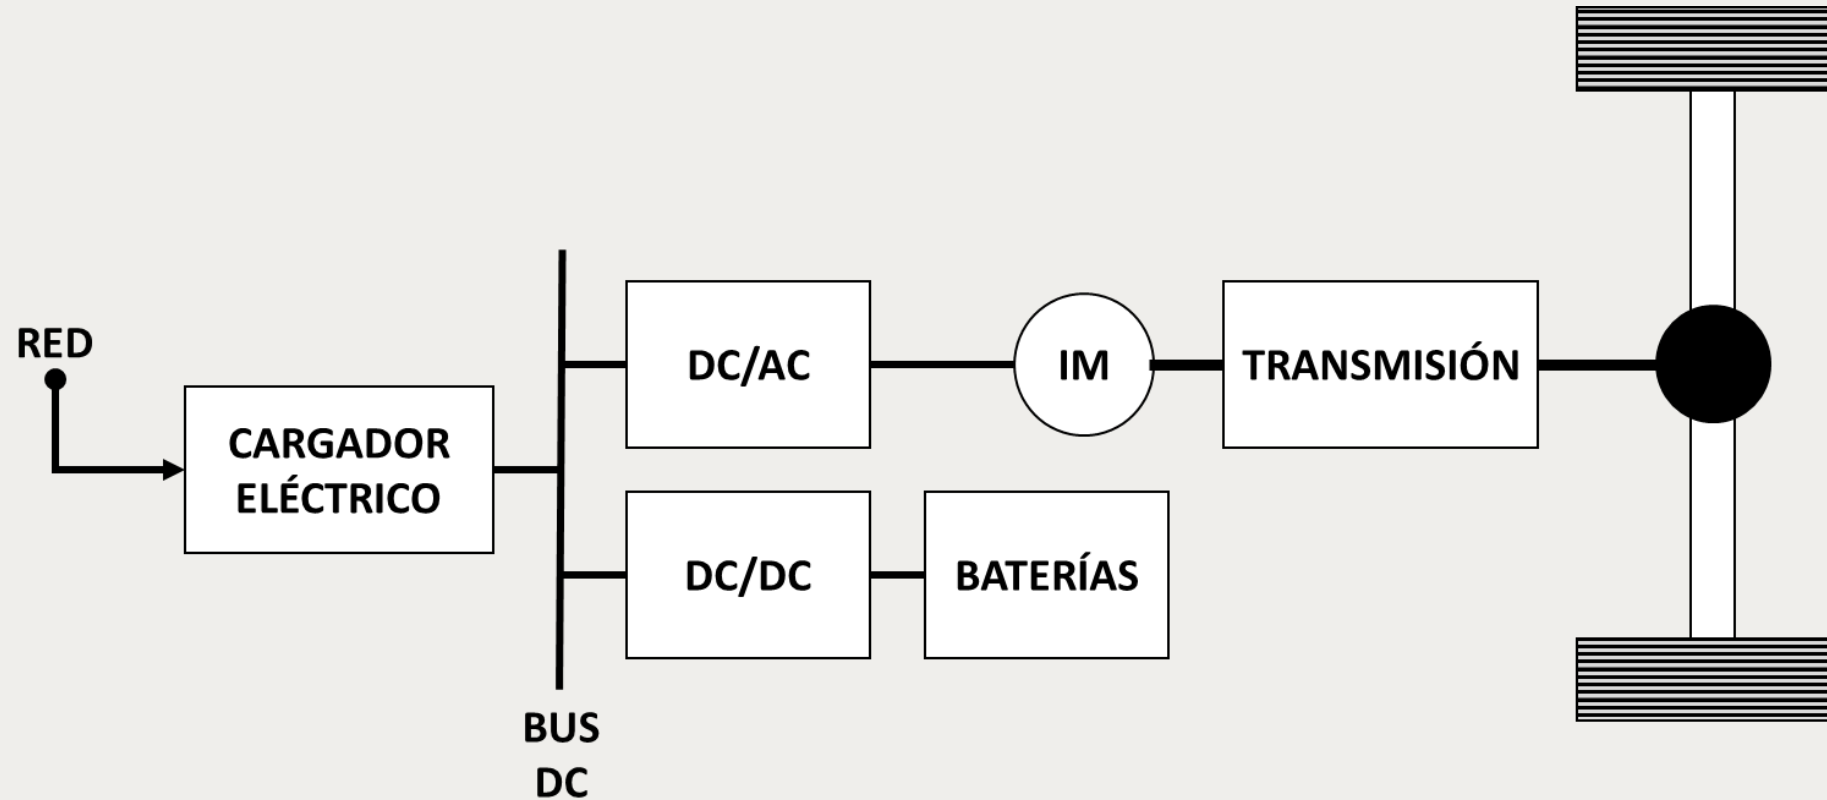 RED
CARGADOR
ELÉCTRICO
DC/AC
IM
TRANSMISIÓN
DC/DC
BATERÍAS
BUS
DC